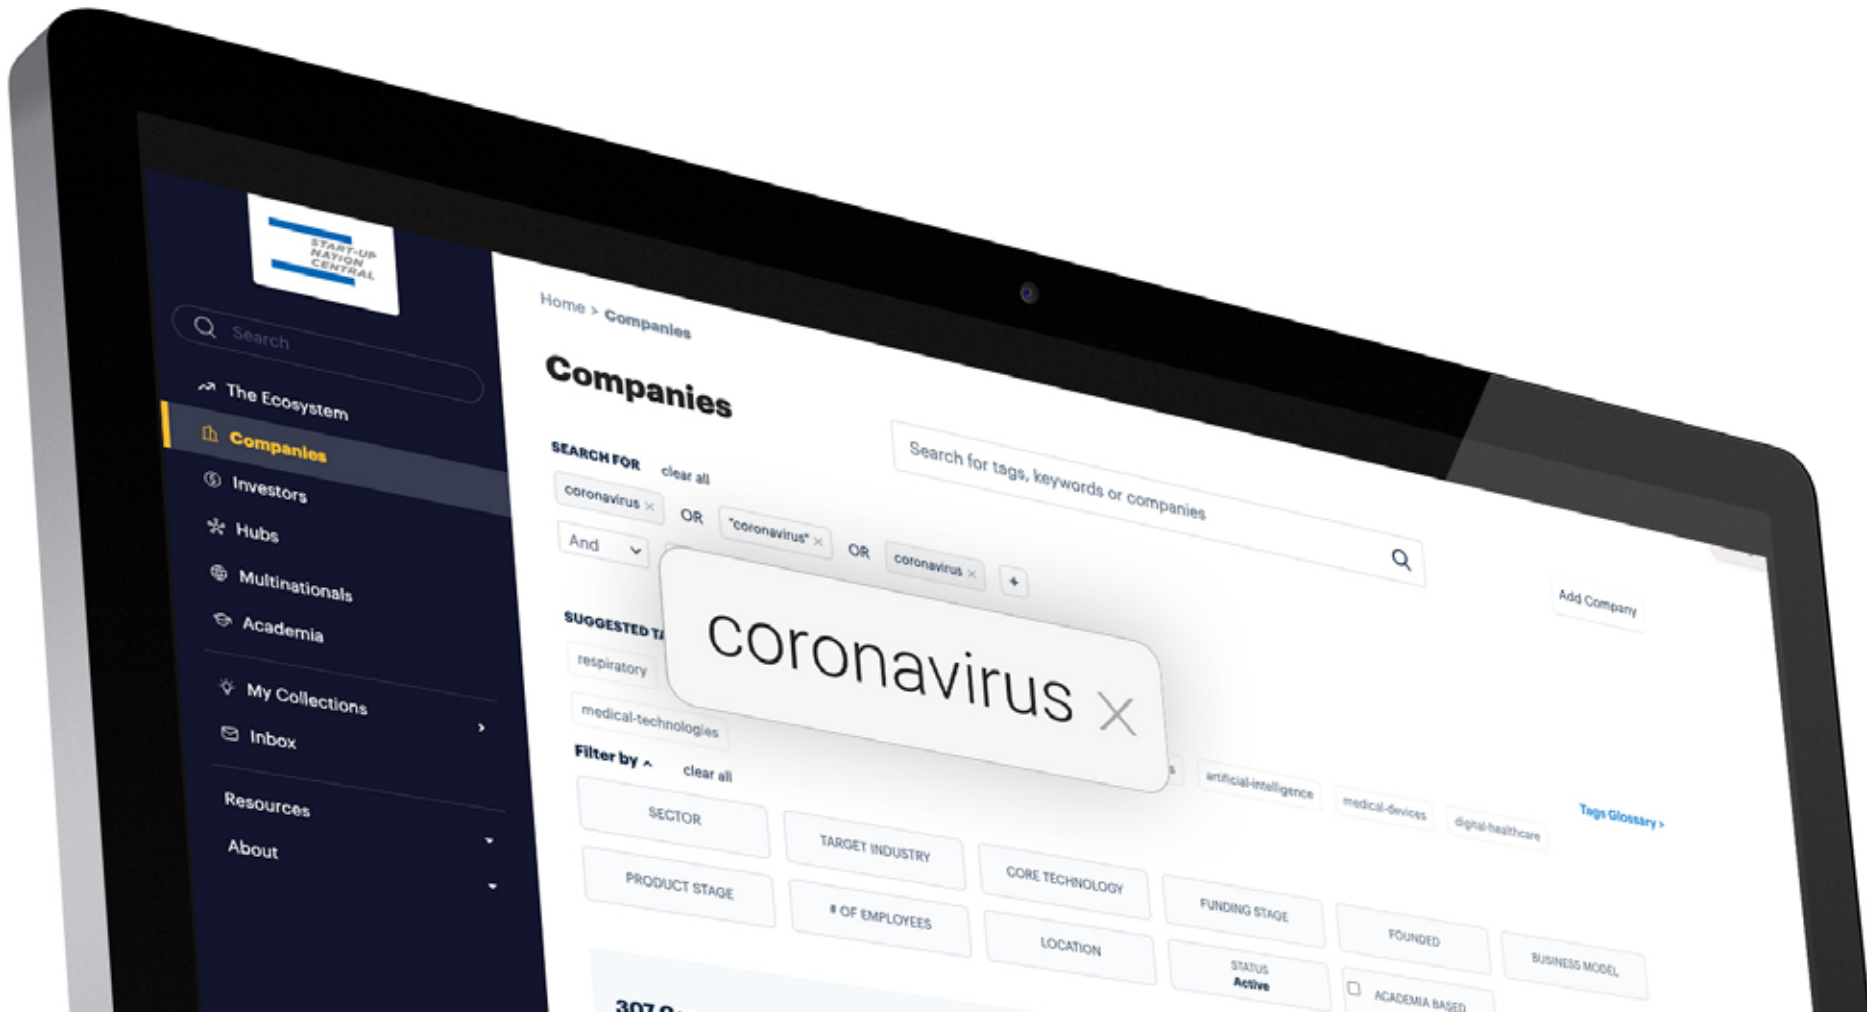 START-UP
NATION
CENTRAL
Search
The Ecosystem
Companies
Investors
Hubs
Multinationals
Academia
My Collections
Inbox
Resources
About
Home > Companies
Companies
Search for tags, keywords or companies
Add Company
SEARCH FOR clear all
coronavirus × OR "coronavirus" × OR coronavirus × +
And
coronavirus ×
SUGGESTED
respiratory
medical-technologies
artificial-intelligence medical-devices digital-healthcare
Tags Glossary >
Filter by clear all
SECTOR TARGET INDUSTRY CORE TECHNOLOGY FUNDING STAGE FOUNDED BUSINESS MODEL
PRODUCT STAGE # OF EMPLOYEES LOCATION STATUS
Active
ACADEMIA BASED
307